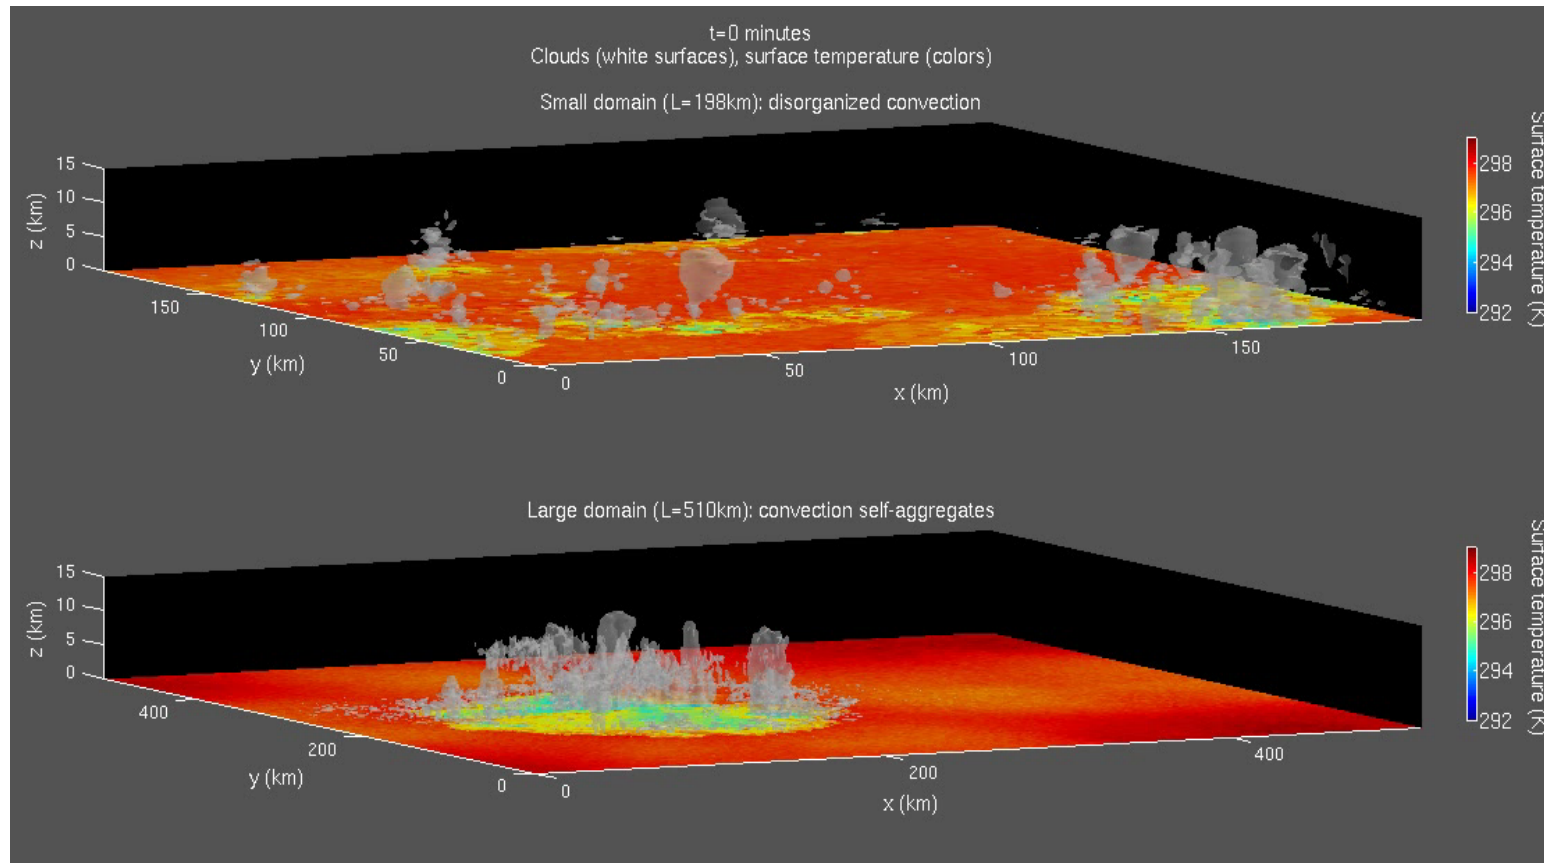 t=0 minutes
Clouds (white surfaces), surface temperature (colors)
Small domain (L=198km): disorganized convection
15
10
5
0
z (km)
150
100
50
0
y (km)
0
50
100
150
x (km)
298
296
294
292
Surface temperature (K)
Large domain (L=510km): convection self-aggregates
15
10
5
0
z (km)
400
200
0
y (km)
0
200
400
x (km)
298
296
294
292
Surface temperature (K)